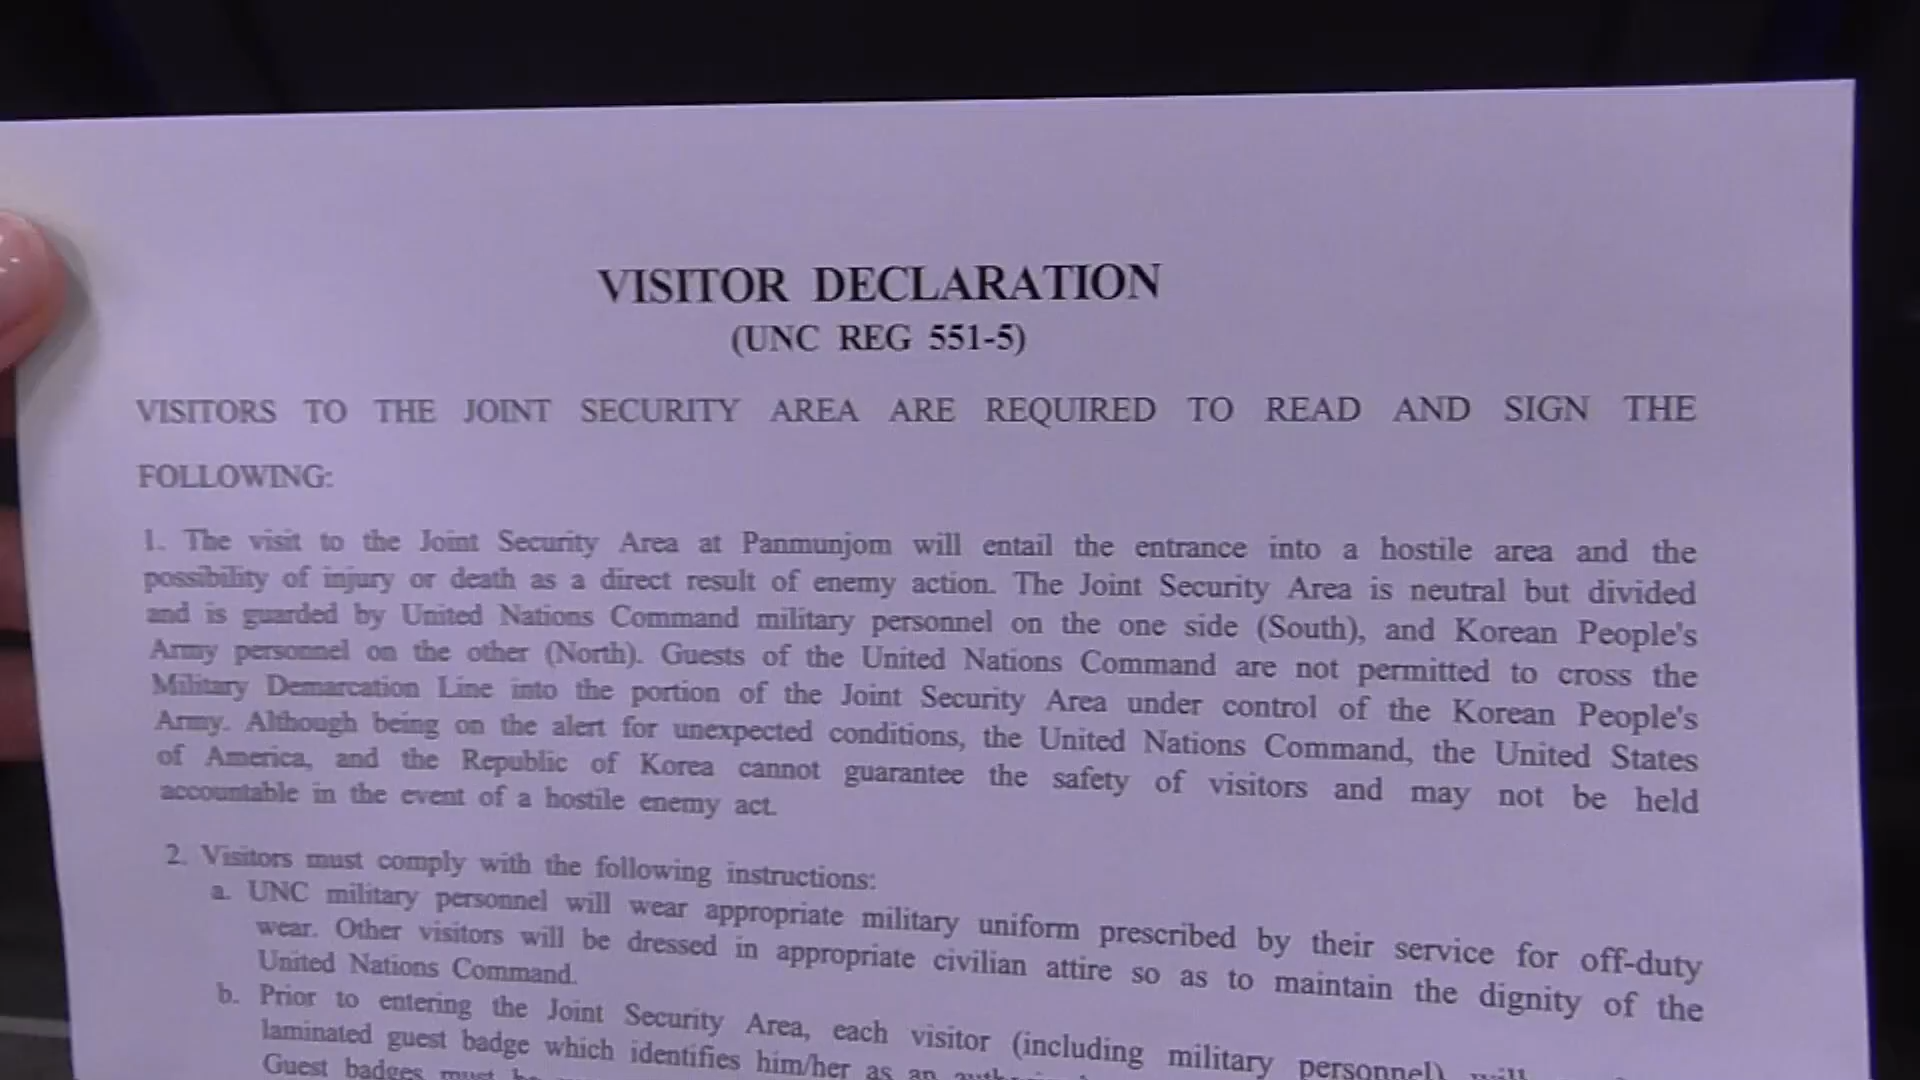 VISITOR DECLARATION
(UNC REG 551-5)
VISITORS TO THE JOINT SECURITY AREA ARE REQUIRED TO READ AND SIGN THE
FOLLOWING:
1. The visit to the Joint Security Area at Panmunjom will entail the entrance into a hostile area and the
possibility of injury or death as a direct result of enemy action. The Joint Security Area is neutral but divided
and is guarded by United Nations Command military personnel on the one side (South), and Korean People's
Army personnel on the other (North). Guests of the United Nations Command are not permitted to cross the
Military Demarcation Line into the portion of the Joint Security Area under control of the Korean People's
Army. Although being on the alert for unexpected conditions, the United Nations Command, the United States
of America, and the Republic of Korea cannot guarantee the safety of visitors and may not be held
accountable in the event of a hostile enemy act.
2. Visitors must comply with the following instructions:
a. UNC military personnel will wear appropriate military uniform prescribed by their service for off-duty
wear. Other visitors will be dressed in appropriate civilian attire so as to maintain the dignity of the
United Nations Command.
b. Prior to entering the Joint Security Area, each visitor (including military personnel) will
laminated guest badge which identifies him/her as an
Guest badges must